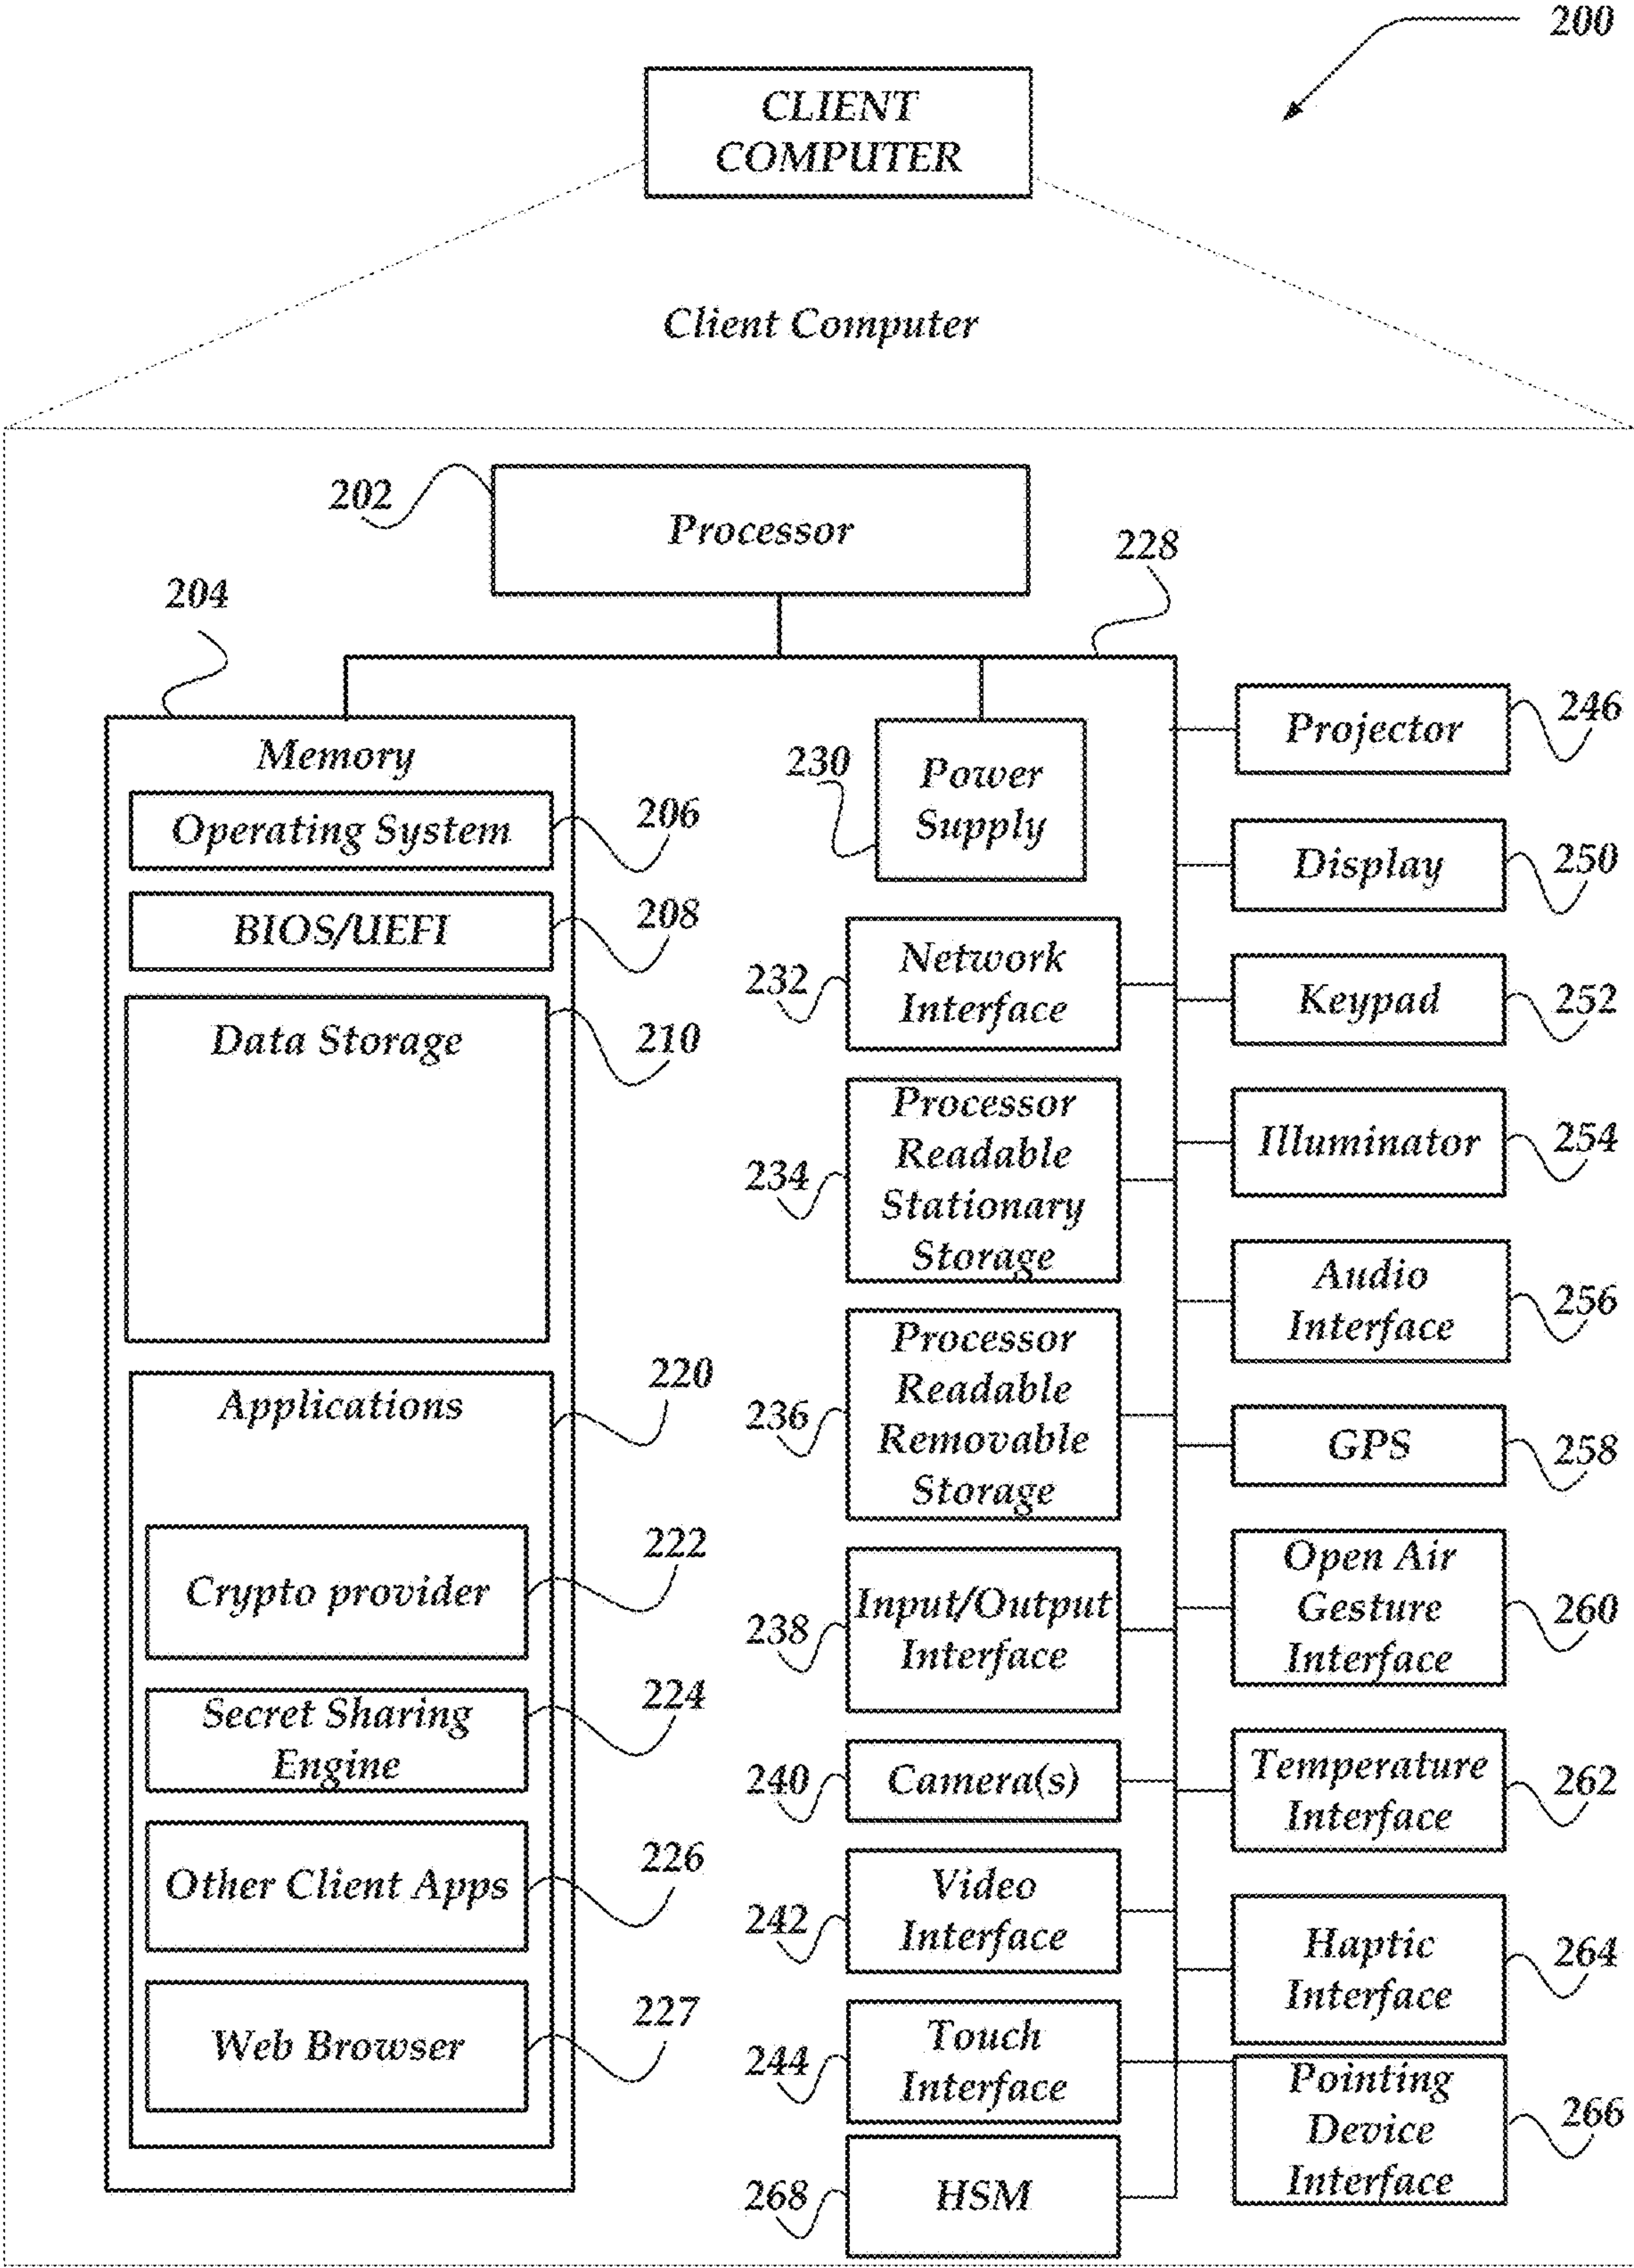 200
CLIENT
COMPUTER
Client Computer
202
Processor
228
204
Memory
Operating System
206
BIOS/UEFI
208
Data Storage
210
Applications
220
Crypto provider
222
Secret Sharing
Engine
224
Other Client Apps
226
Web Browser
227
230
Power
Supply
232
Network
Interface
234
Processor
Readable
Stationary
Storage
236
Processor
Readable
Removable
Storage
238
Input/Output
Interface
240
Camera(s)
242
Video
Interface
244
Touch
Interface
268
HSM
Projector
246
Display
250
Keypad
252
Illuminator
254
Audio
Interface
256
GPS
258
Open Air
Gesture
Interface
260
Temperature
Interface
262
Haptic
Interface
264
Pointing
Device
Interface
266